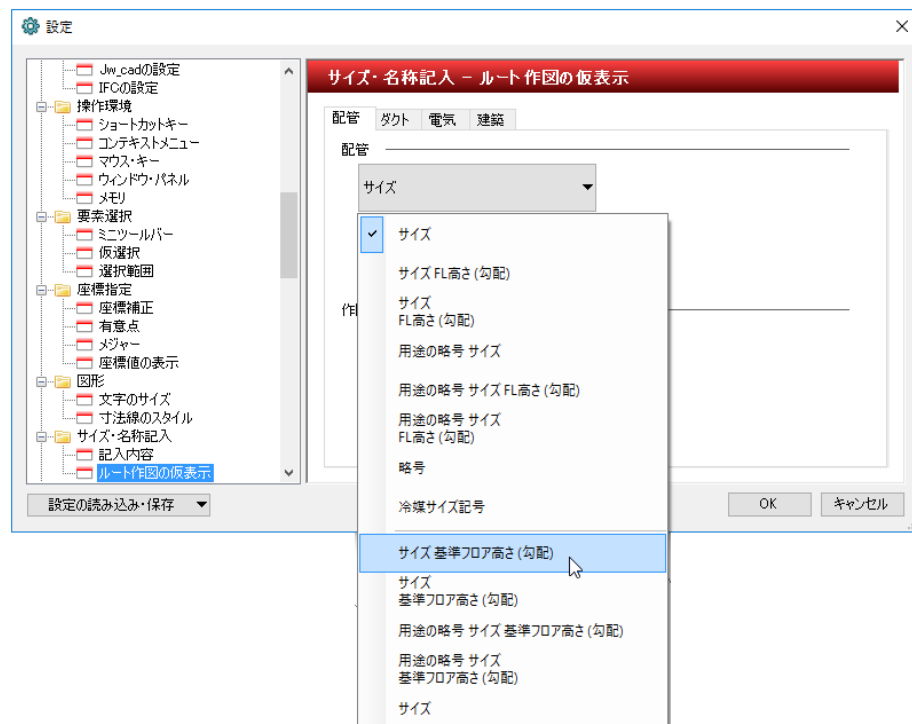 設定
Jw_cadの設定
IFCの設定
操作環境
ショートカットキー
コンテキストメニュー
マウス・キー
ウィンドウ・パネル
メモリ
要素選択
ミニツールバー
仮選択
選択範囲
座標指定
座標補正
有意点
メジャー
座標値の表示
図形
文字のサイズ
寸法線のスタイル
サイズ・名称記入
記入内容
ルート作図の仮表示
サイズ・名称記入 － ルート作図の仮表示
配管 ダクト 電気 建築
配管
サイズ
サイズ
サイズ FL高さ(勾配)
サイズ
FL高さ(勾配)
用途の略号 サイズ
用途の略号 サイズ FL高さ(勾配)
用途の略号 サイズ
FL高さ(勾配)
略号
冷媒サイズ記号
サイズ 基準フロア高さ(勾配)
サイズ
基準フロア高さ(勾配)
用途の略号 サイズ 基準フロア高さ(勾配)
用途の略号 サイズ
基準フロア高さ(勾配)
サイズ
設定の読み込み・保存
OK キャンセル